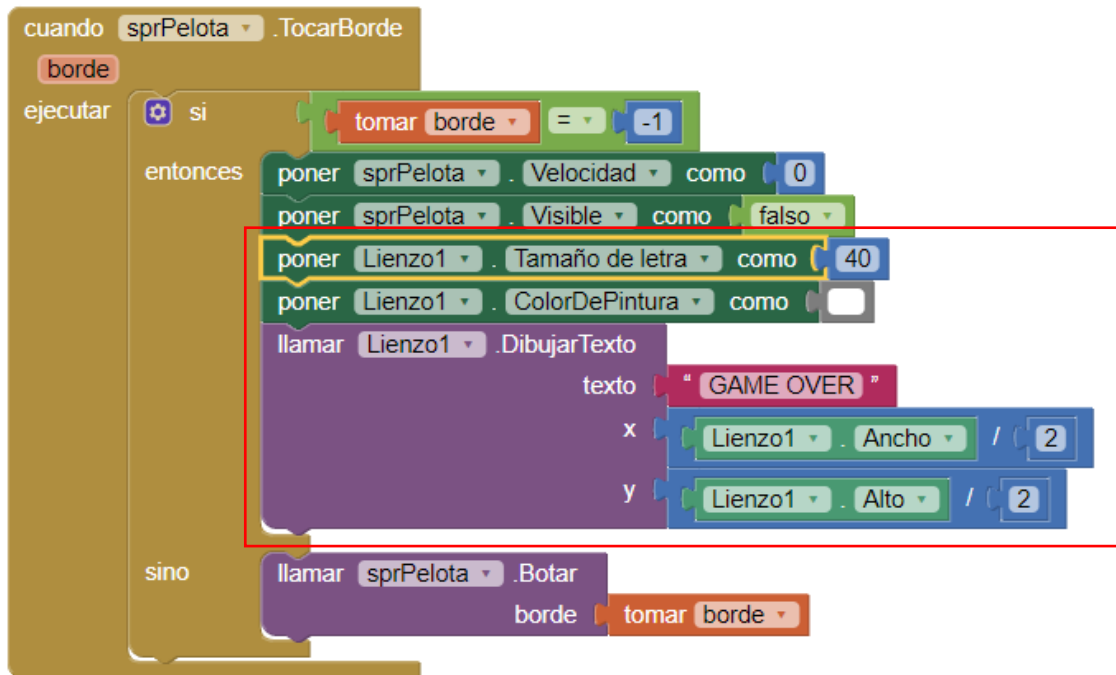 cuando sprPelota .TocarBorde
borde
ejecutar si tomar borde = -1
entonces poner sprPelota . Velocidad como 0
poner sprPelota . Visible como falso
poner Lienzo1 . Tamaño de letra como 40
poner Lienzo1 . ColorDePintura como
llamar Lienzo1 .DibujarTexto
texto " GAME OVER "
x Lienzo1 . Ancho / 2
y Lienzo1 . Alto / 2
sino llamar sprPelota .Botar
borde tomar borde